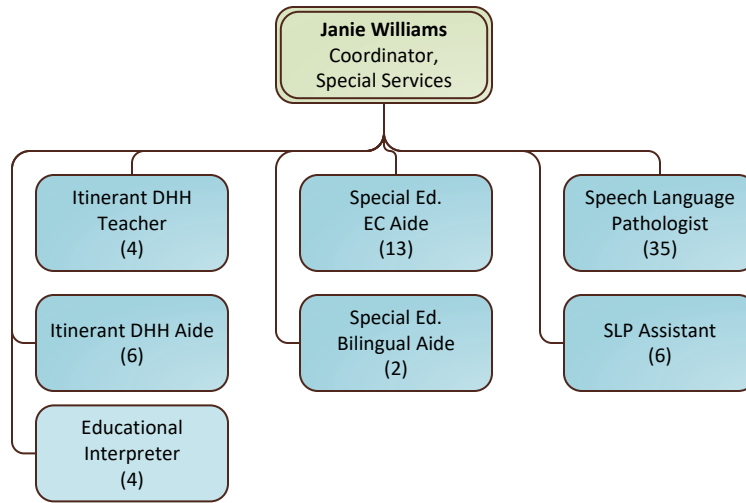 Janie Williams
Coordinator,
Special Services
Itinerant DHH
Teacher
(4)
Special Ed.
EC Aide
(13)
Speech Language
Pathologist
(35)
Itinerant DHH Aide
(6)
Special Ed.
Bilingual Aide
(2)
SLP Assistant
(6)
Educational
Interpreter
(4)